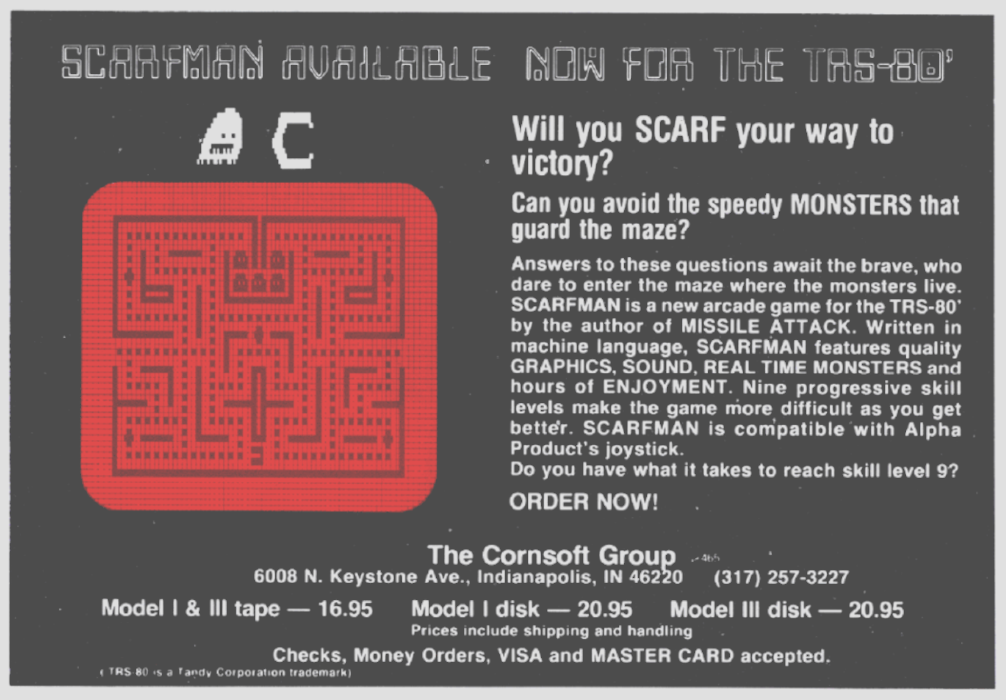 SCARFMAN AVAILABLE NOW FOR THE TRS-80'
Will you SCARF your way to
victory?
Can you avoid the speedy MONSTERS that
guard the maze?
Answers to these questions await the brave, who
dare to enter the maze where the monsters live.
SCARFMAN is a new arcade game for the TRS-80'
by the author of MISSILE ATTACK. Written in
machine language, SCARFMAN features quality
GRAPHICS, SOUND, REAL TIME MONSTERS and
hours of ENJOYMENT. Nine progressive skill
levels make the game more difficult as you get
better. SCARFMAN is compatible with Alpha
Product's joystick.
Do you have what it takes to reach skill level 9?
ORDER NOW!
The Cornsoft Group
6008 N. Keystone Ave., Indianapolis, IN 46220 (317) 257-3227
Model I & III tape — 16.95 Model I disk — 20.95 Model III disk — 20.95
Prices include shipping and handling
Checks, Money Orders, VISA and MASTER CARD accepted.
( TRS-80 is a Tandy Corporation trademark)